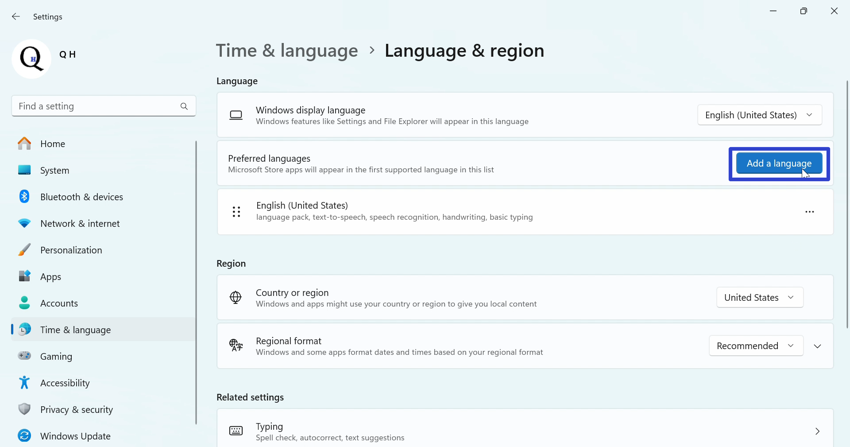 Settings
Q H
Q H
Find a setting
Home
System
Bluetooth & devices
Network & internet
Personalization
Apps
Accounts
Time & language
Gaming
Accessibility
Privacy & security
Windows Update
Time & language > Language & region
Language
Windows display language
Windows features like Settings and File Explorer will appear in this language
English (United States)
Preferred languages
Microsoft Store apps will appear in the first supported language in this list
Add a language
English (United States)
language pack, text-to-speech, speech recognition, handwriting, basic typing
Region
Country or region
Windows and apps might use your country or region to give you local content
United States
Regional format
Windows and some apps format dates and times based on your regional format
Recommended
Related settings
Typing
Spell check, autocorrect, text suggestions